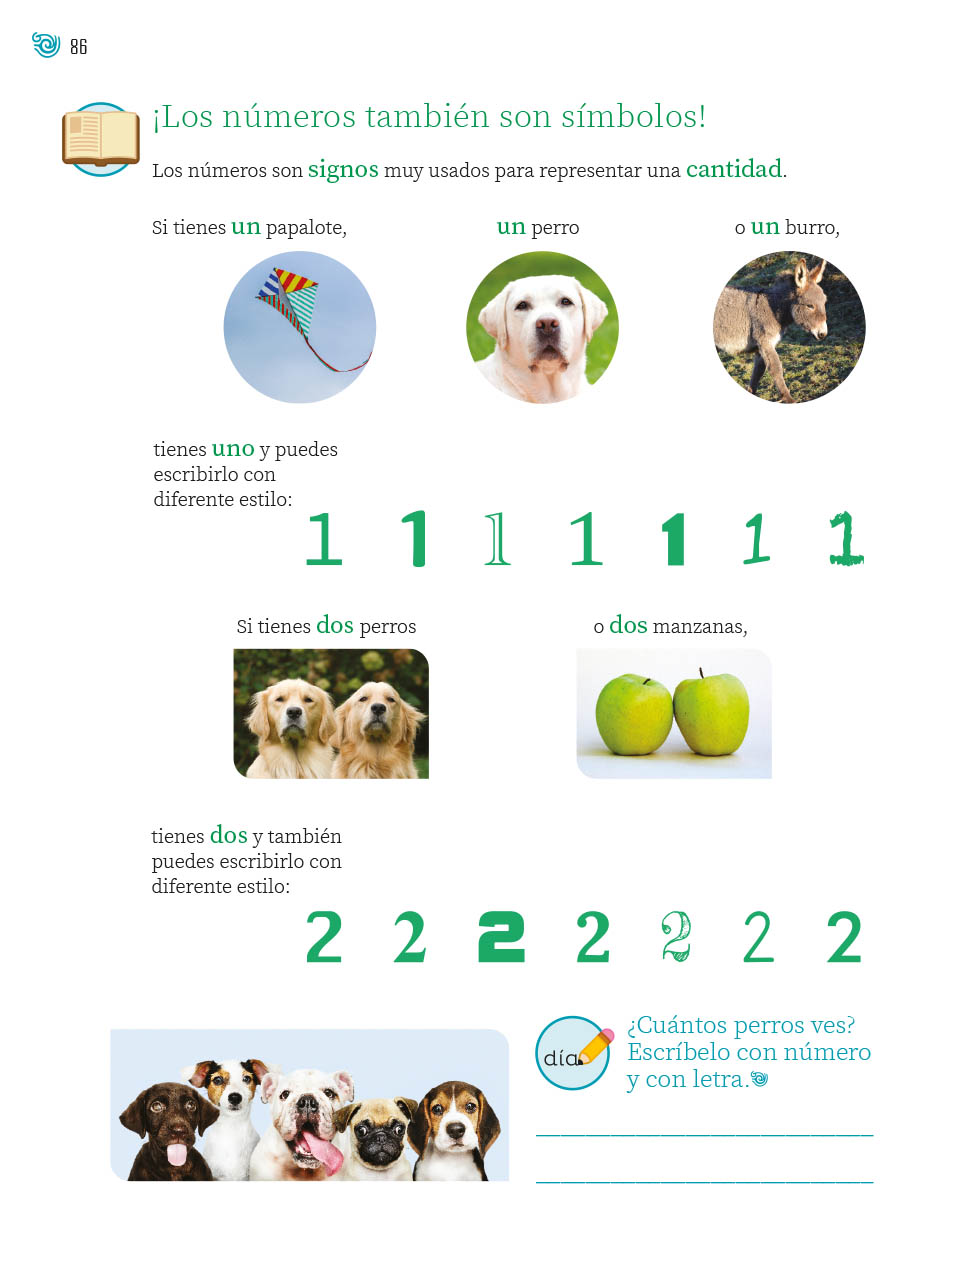 86
¡Los números también son símbolos!
Los números son signos muy usados para representar una cantidad.
Si tienes un papalote,
un perro
o un burro,
tienes uno y puedes
escribirlo con
diferente estilo:
1 1 1 1 1 1 1
Si tienes dos perros
o dos manzanas,
tienes dos y también
puedes escribirlo con
diferente estilo:
2 2 2 2 2 2 2
día
¿Cuántos perros ves?
Escríbelo con número
y con letra.